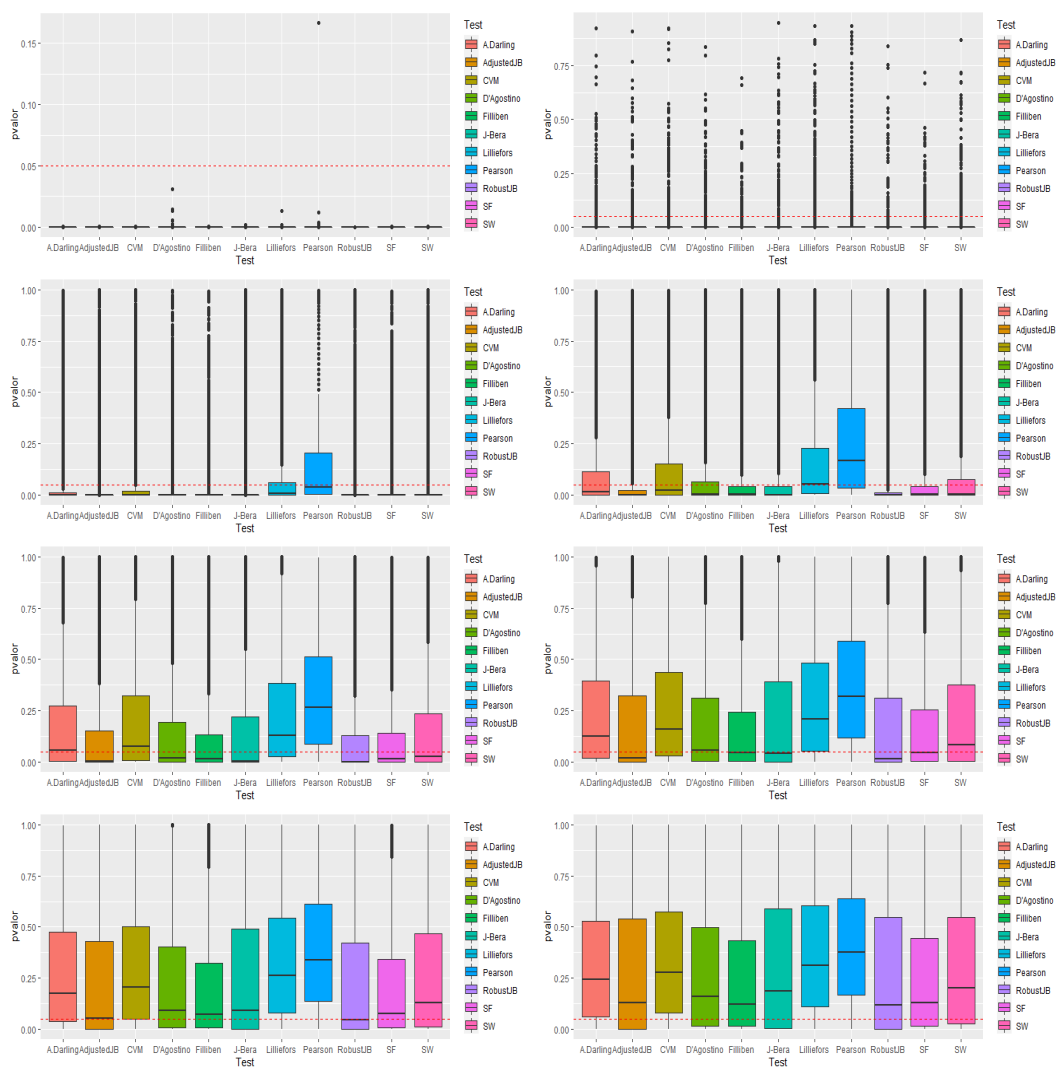 Test
0.15
0.10
0.05
0.00
pvalor
A.Darling AdjustedJB CVM D'Agostino Filliben J-Bera Lilliefors Pearson RobustJB SF SW
Test
A.Darling
AdjustedJB
CVM
D'Agostino
Filliben
J-Bera
Lilliefors
Pearson
RobustJB
SF
SW
Test
0.75
0.50
0.25
0.00
pvalor
A.Darling AdjustedJB CVM D'Agostino Filliben J-Bera Lilliefors Pearson RobustJB SF SW
Test
A.Darling
AdjustedJB
CVM
D'Agostino
Filliben
J-Bera
Lilliefors
Pearson
RobustJB
SF
SW
Test
1.00
0.75
0.50
0.25
0.00
pvalor
A.Darling AdjustedJB CVM D'Agostino Filliben J-Bera Lilliefors Pearson RobustJB SF SW
Test
A.Darling
AdjustedJB
CVM
D'Agostino
Filliben
J-Bera
Lilliefors
Pearson
RobustJB
SF
SW
Test
1.00
0.75
0.50
0.25
0.00
pvalor
A.Darling AdjustedJB CVM D'Agostino Filliben J-Bera Lilliefors Pearson RobustJB SF SW
Test
A.Darling
AdjustedJB
CVM
D'Agostino
Filliben
J-Bera
Lilliefors
Pearson
RobustJB
SF
SW
Test
1.00
0.75
0.50
0.25
0.00
pvalor
A.Darling AdjustedJB CVM D'Agostino Filliben J-Bera Lilliefors Pearson RobustJB SF SW
Test
A.Darling
AdjustedJB
CVM
D'Agostino
Filliben
J-Bera
Lilliefors
Pearson
RobustJB
SF
SW
Test
1.00
0.75
0.50
0.25
0.00
pvalor
A.Darling AdjustedJB CVM D'Agostino Filliben J-Bera Lilliefors Pearson RobustJB SF SW
Test
A.Darling
AdjustedJB
CVM
D'Agostino
Filliben
J-Bera
Lilliefors
Pearson
RobustJB
SF
SW
Test
1.00
0.75
0.50
0.25
0.00
pvalor
A.Darling AdjustedJB CVM D'Agostino Filliben J-Bera Lilliefors Pearson RobustJB SF SW
Test
A.Darling
AdjustedJB
CVM
D'Agostino
Filliben
J-Bera
Lilliefors
Pearson
RobustJB
SF
SW
Test
1.00
0.75
0.50
0.25
0.00
pvalor
A.Darling AdjustedJB CVM D'Agostino Filliben J-Bera Lilliefors Pearson RobustJB SF SW
Test
A.Darling
AdjustedJB
CVM
D'Agostino
Filliben
J-Bera
Lilliefors
Pearson
RobustJB
SF
SW